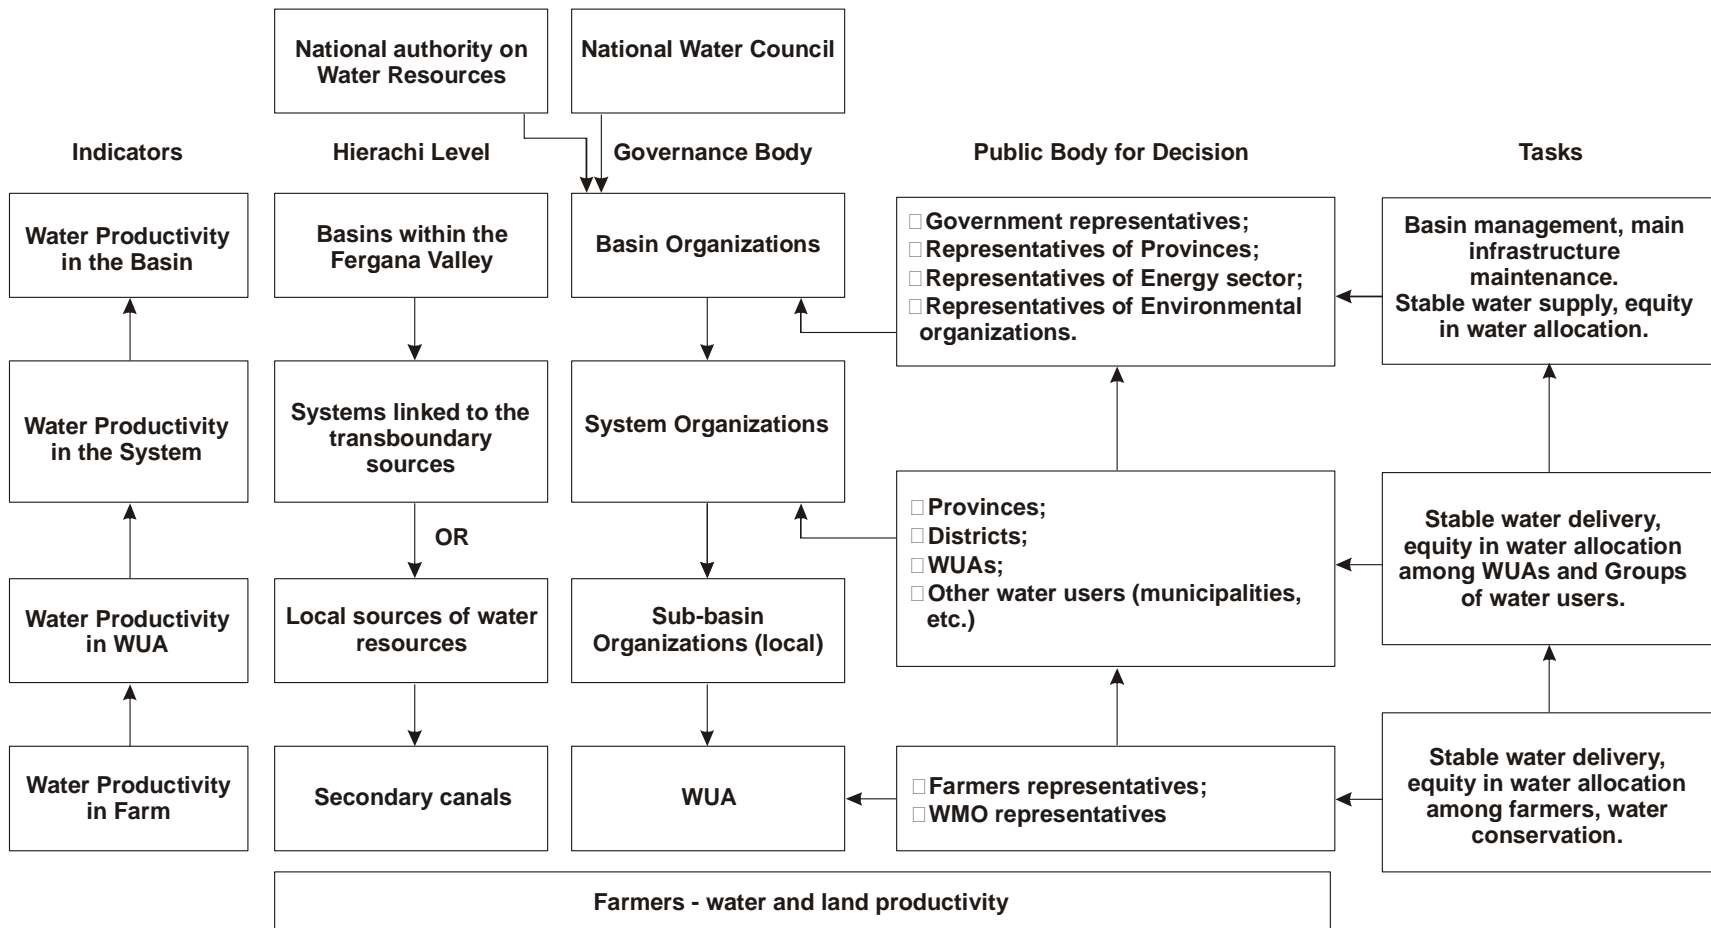 National authority on
Water Resources
National Water Council
Indicators
Hierachi Level
Governance Body
Public Body for Decision
Tasks
Water Productivity
in the Basin
Basins within the
Fergana Valley
Basin Organizations
Government representatives;
Representatives of Provinces;
Representatives of Energy sector;
Representatives of Environmental
organizations.
Basin management, main
infrastructure
maintenance.
Stable water supply, equity
in water allocation.
Water Productivity
in the System
Systems linked to the
transboundary
sources
System Organizations
OR
Provinces;
Districts;
WUAs;
Other water users (municipalities,
etc.)
Stable water delivery,
equity in water allocation
among WUAs and Groups
of water users.
Water Productivity
in WUA
Local sources of water
resources
Sub-basin
Organizations (local)
Water Productivity
in Farm
Secondary canals
WUA
Farmers representatives;
WMO representatives
Stable water delivery,
equity in water allocation
among farmers, water
conservation.
Farmers - water and land productivity